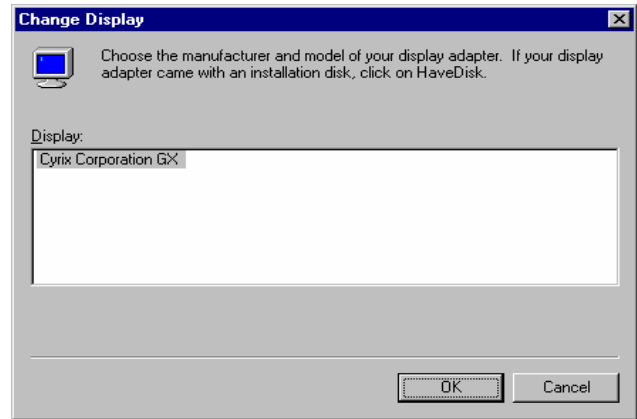 Change Display
Choose the manufacturer and model of your display adapter.  If your display
adapter came with an installation disk, click on HaveDisk.
Display:
Cyrix Corporation GX
OK
Cancel